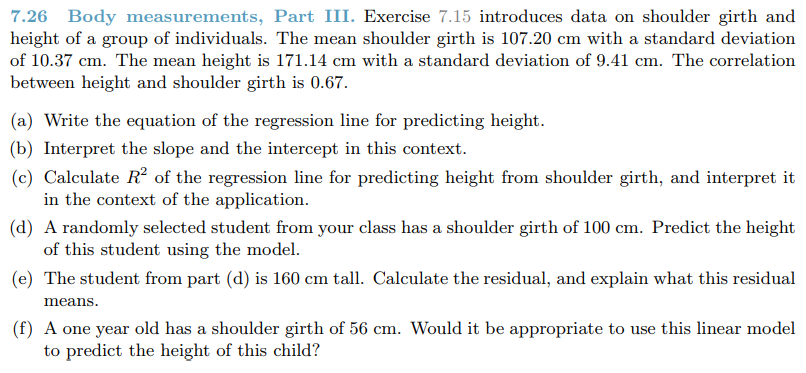 7.26 Body measurements, Part III. Exercise 7.15 introduces data on shoulder girth and
height of a group of individuals. The mean shoulder girth is 107.20 cm with a standard deviation
of 10.37 cm. The mean height is 171.14 cm with a standard deviation of 9.41 cm. The correlation
between height and shoulder girth is 0.67.
(a) Write the equation of the regression line for predicting height.
(b) Interpret the slope and the intercept in this context.
(c) Calculate R² of the regression line for predicting height from shoulder girth, and interpret it
in the context of the application.
(d) A randomly selected student from your class has a shoulder girth of 100 cm. Predict the height
of this student using the model.
(e) The student from part (d) is 160 cm tall. Calculate the residual, and explain what this residual
means.
(f) A one year old has a shoulder girth of 56 cm. Would it be appropriate to use this linear model
to predict the height of this child?